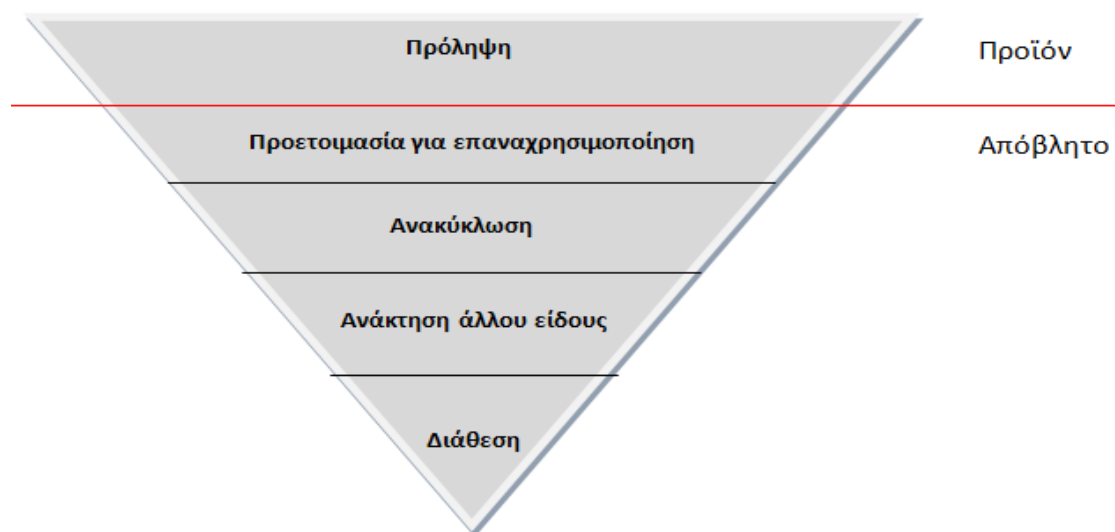 Πρόληψη
Προϊόν
Προετοιμασία για επαναχρησιμοποίηση
Απόβλητο
Ανακύκλωση
Ανάκτηση άλλου είδους
Διάθεση